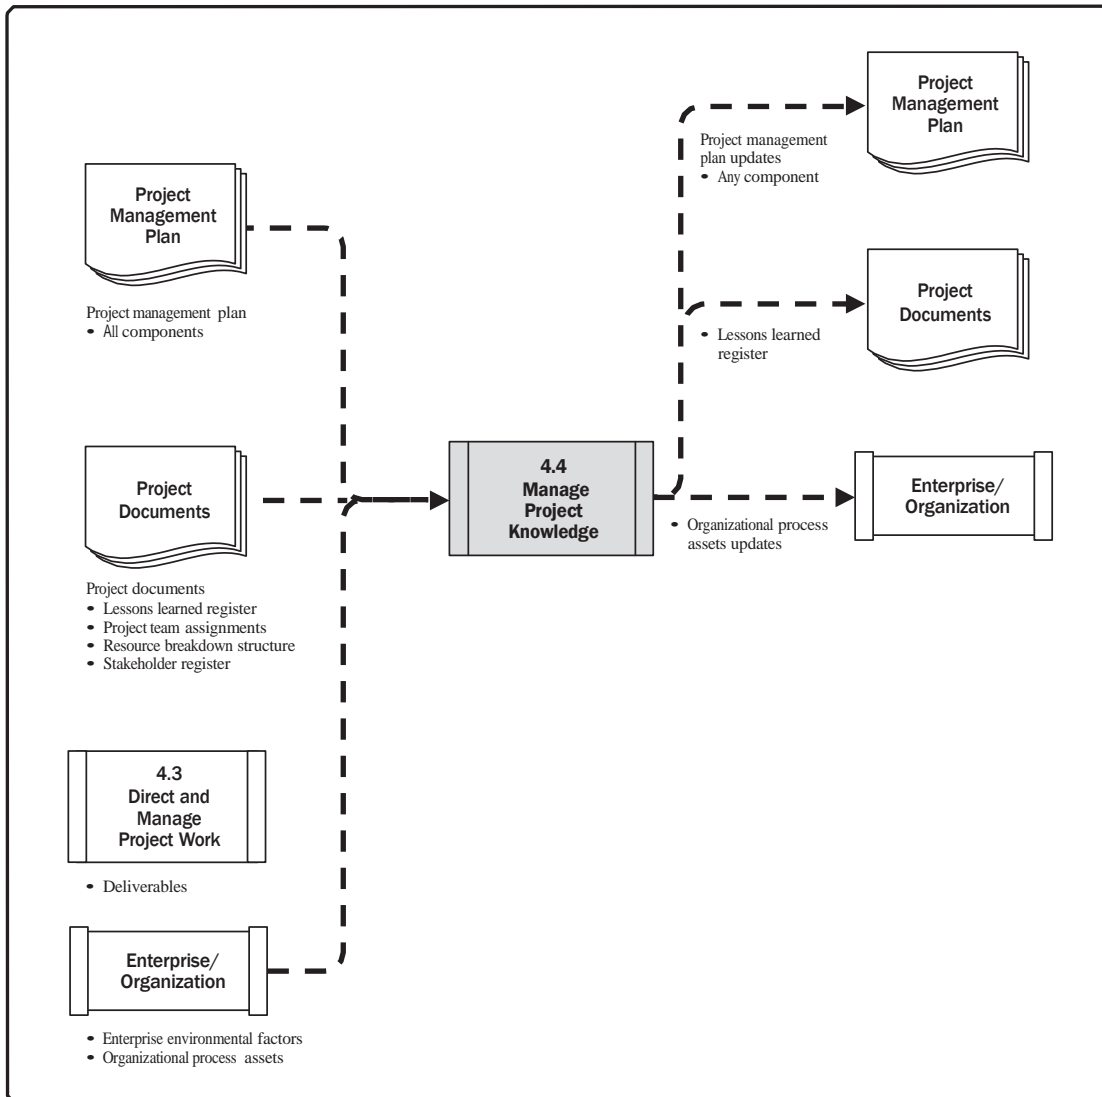 Project
Management
Plan
Project management plan
• All components
Project
Documents
Project documents
• Lessons learned register
• Project team assignments
• Resource breakdown structure
• Stakeholder register
4.3
Direct and
Manage
Project Work
• Deliverables
Enterprise/
Organization
• Enterprise environmental factors
• Organizational process assets
4.4
Manage
Project
Knowledge
Project
Management
Plan
Project management
plan updates
• Any component
Project
Documents
• Lessons learned
register
Enterprise/
Organization
• Organizational process
assets updates